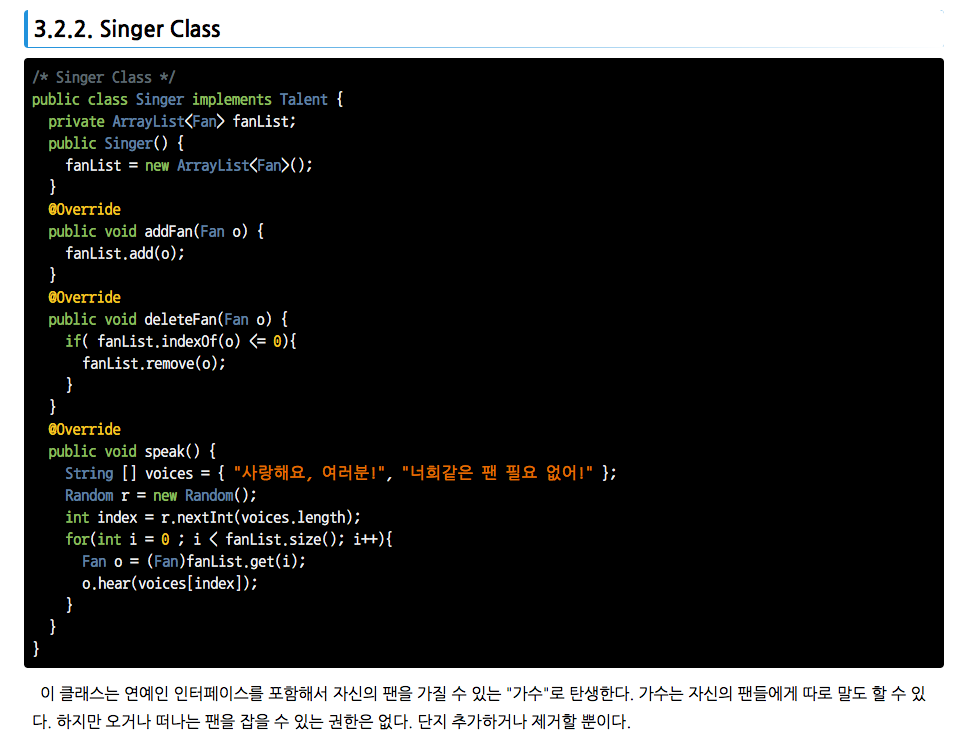 3.2.2. Singer Class
/* Singer Class */
public class Singer implements Talent {
private ArrayList<Fan> fanList;
public Singer() {
fanList = new ArrayList<Fan>();
}
@Override
public void addFan(Fan o) {
fanList.add(o);
}
@Override
public void deleteFan(Fan o) {
if( fanList.indexOf(o) <= 0){
fanList.remove(o);
}
}
@Override
public void speak() {
String [] voices = { "사랑해요, 여러분!", "너희같은 팬 필요 없어!" };
Random r = new Random();
int index = r.nextInt(voices.length);
for(int i = 0 ; i < fanList.size(); i++){
Fan o = (Fan)fanList.get(i);
o.hear(voices[index]);
}
}
}
이 클래스는 연예인 인터페이스를 포함해서 자신의 팬을 가질 수 있는 "가수"로 탄생한다. 가수는 자신의 팬들에게 따로 말도 할 수 있
다. 하지만 오거나 떠나는 팬을 잡을 수 있는 권한은 없다. 단지 추가하거나 제거할 뿐이다.